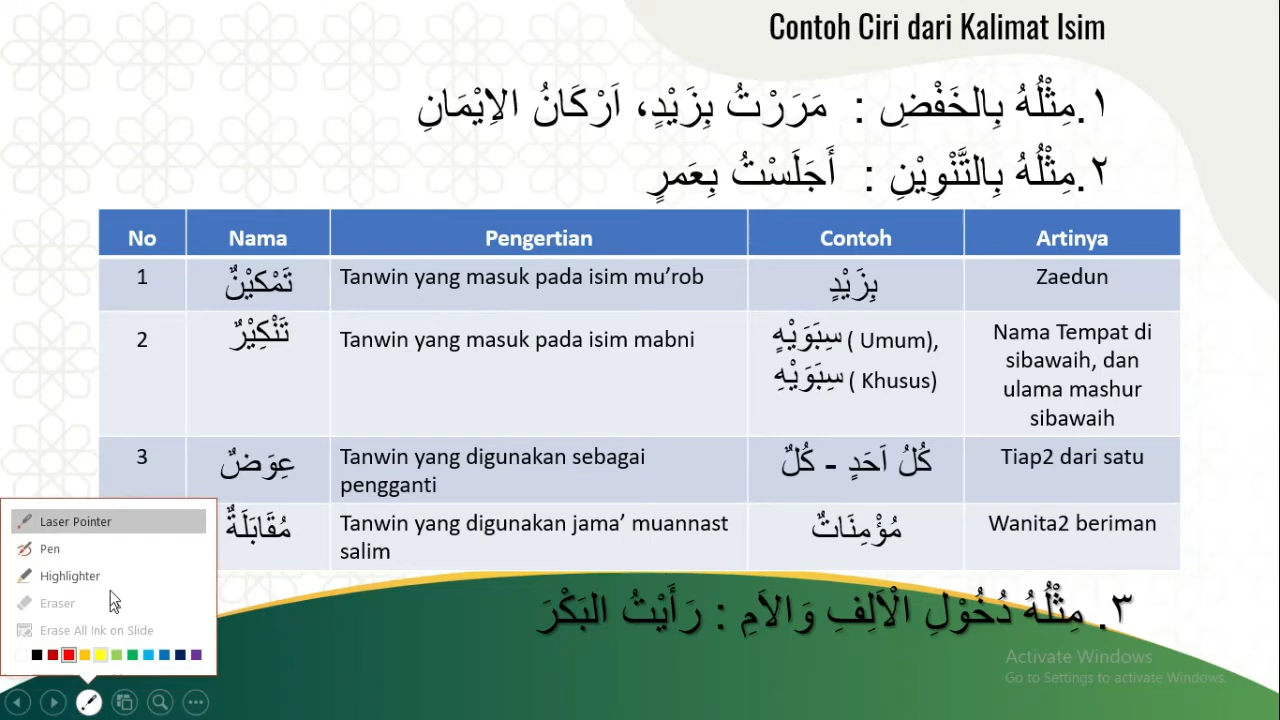 Contoh Ciri dari Kalimat Isim
١.مِثْلُهُ بِالخَفْضِ : مَرَرْتُ بِزَيْدٍ، اَرْكَانُ الاِيْمَانِ
٢.مِثْلُهُ بِالتَّنْوِيْنِ : أَجَلَسْتُ بِعَمرٍ
No Nama Pengertian Contoh Artinya
1 تَمْكيْنٌ Tanwin yang masuk pada isim mu’rob بِزَيْدٍ Zaedun
2 تَنْكِيْرٌ Tanwin yang masuk pada isim mabni سِبَوَيْهٍ ( Umum), سِبَوَيْهِ ( Khusus) Nama Tempat di
sibawaih, dan
ulama mashur
sibawaih
3 عِوَضٌ Tanwin yang digunakan sebagai
pengganti كُلُ اَحَدٍ - كُلٌ Tiap2 dari satu
مُقَابَلَةٌ Tanwin yang digunakan jama’ muannast
salim مُؤْمِنَاتٌ Wanita2 beriman
٣. مِثْلُهُ دُخُوْلِ الْاَلِفِ وَالاَمِ : رَأَيْتُ البَكْرَ
Laser Pointer
Pen
Highlighter
Eraser
Erase All Ink on Slide
Activate Windows
Go to Settings to activate Windows.